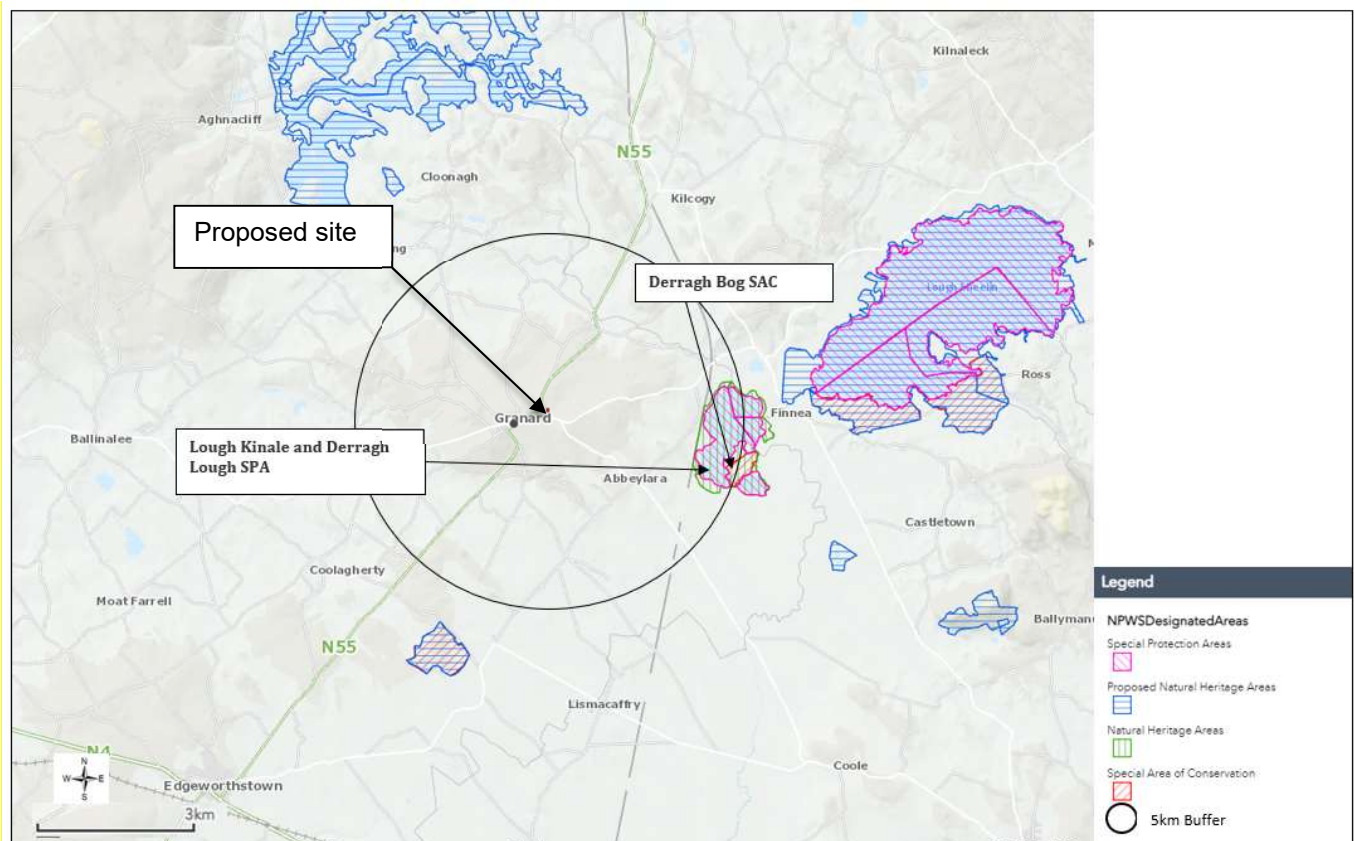 Kilnaleck
Aghnacliff
N55
Cloonagh
Kilcogy
Proposed site
ng
Derragh Bog SAC
Lough Sheelin
Ross
Finnea
Granard
Ballinalee
Lough Kinale and Derragh
Lough SPA
Abbeylara
Castletown
Coolagherty
Moat Farrell
Ballyman
N55
Lismacaffry
N4
N
W E
S
Coole
Edgeworthstown
3km
Legend
NPWSDesignatedAreas
Special Protection Areas
Proposed Natural Heritage Areas
Natural Heritage Areas
Special Area of Conservation
5km Buffer